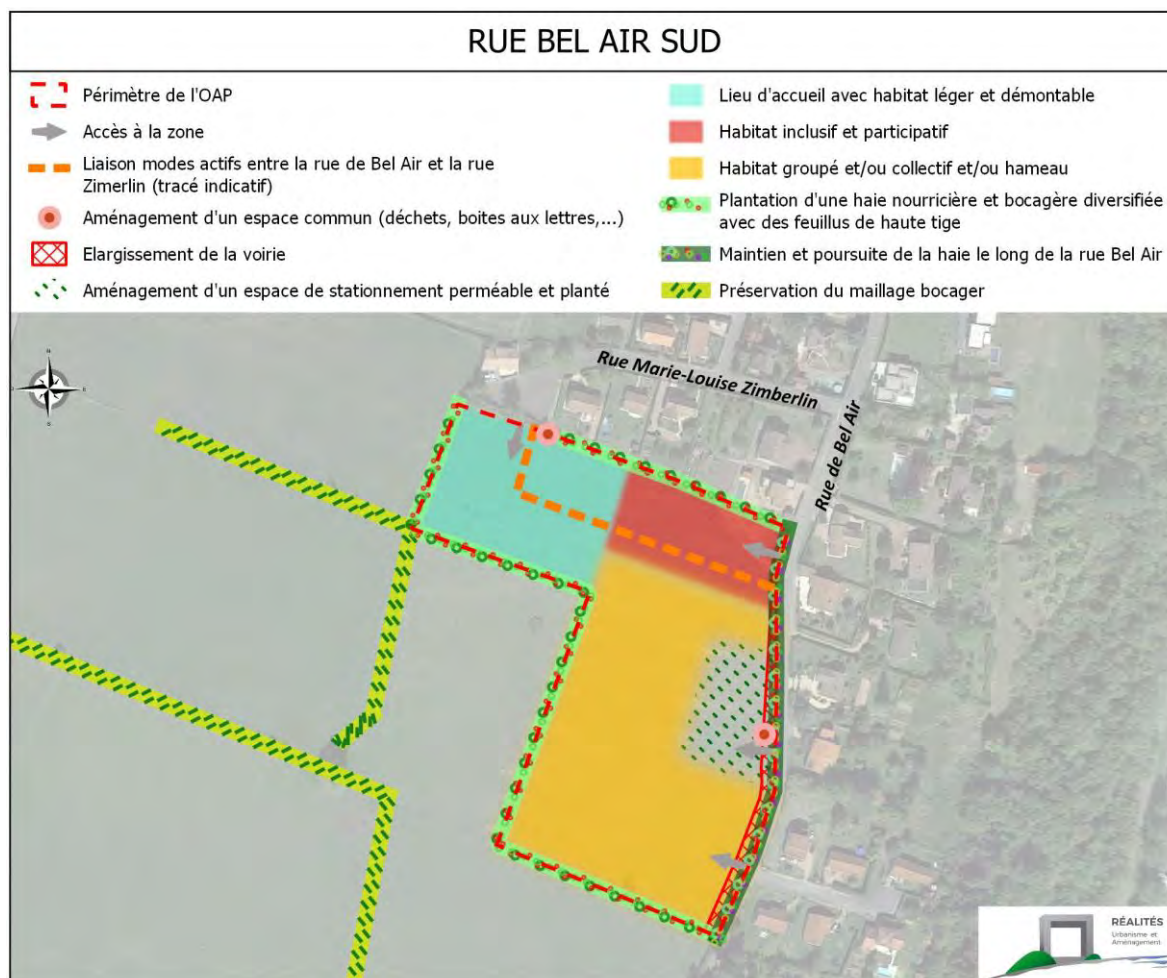 RUE BEL AIR SUD
Périmètre de l'OAP
Accès à la zone
Liaison modes actifs entre la rue de Bel Air et la rue
Zimerlin (tracé indicatif)
Aménagement d'un espace commun (déchets, boites aux lettres,...)
Elargissement de la voirie
Aménagement d'un espace de stationnement perméable et planté
Lieu d'accueil avec habitat léger et démontable
Habitat inclusif et participatif
Habitat groupé et/ou collectif et/ou hameau
Plantation d'une haie nourricière et bocagère diversifiée
avec des feuillus de haute tige
Maintien et poursuite de la haie le long de la rue Bel Air
Préservation du maillage bocager
Rue Marie-Louise Zimberlin
Rue de Bel Air
RÉALITÉS
Urbanisme et
Aménagement